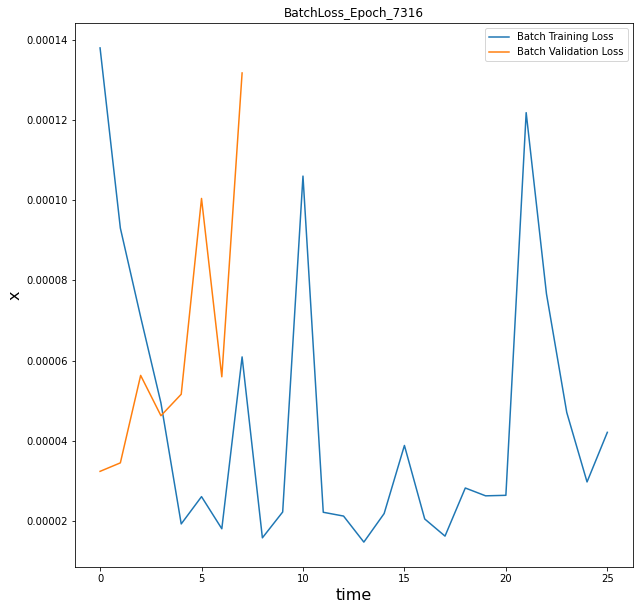 BatchLoss_Epoch_7316
Batch Training Loss
Batch Validation Loss
0.00014
0.00012
0.00010
0.00008
0.00006
0.00004
0.00002
x
0 5 10 15 20 25
time